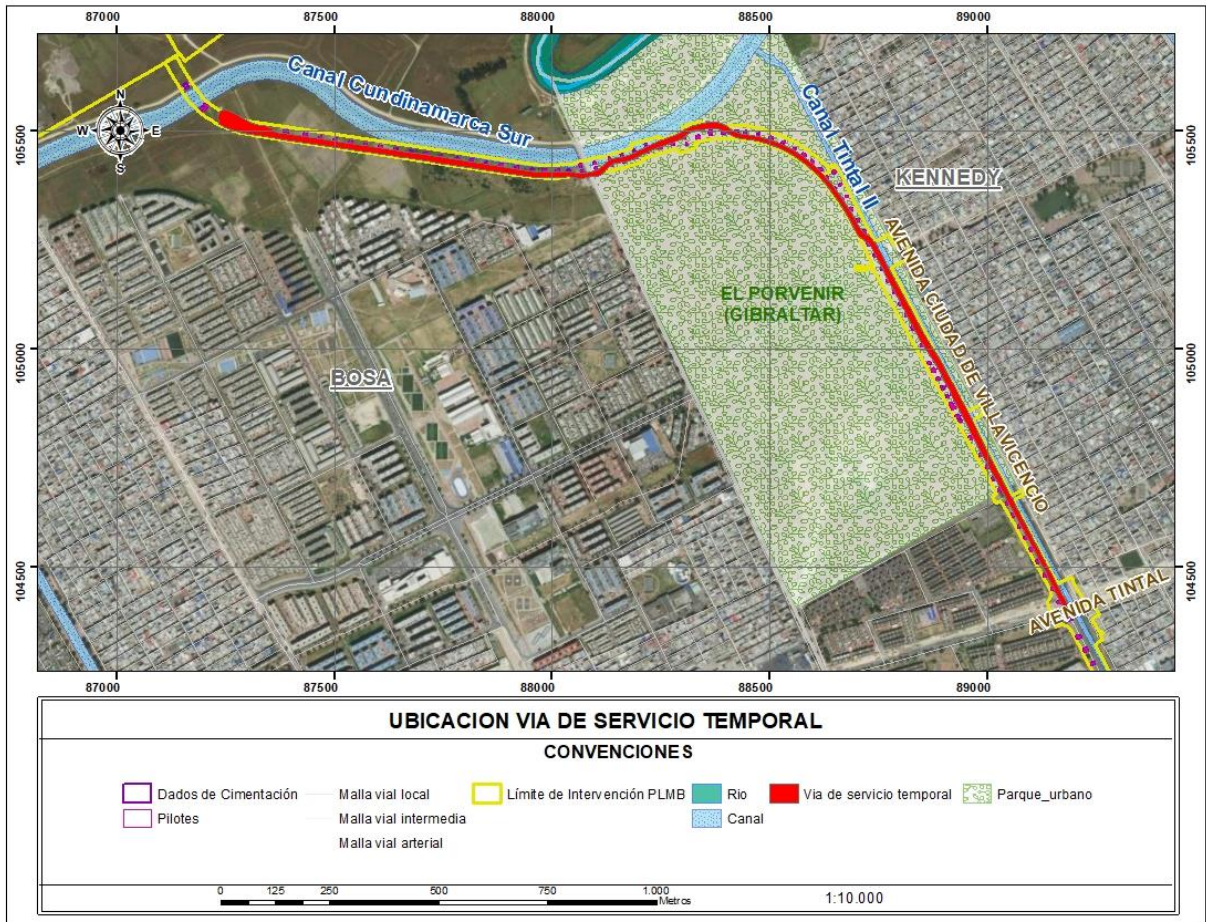 87000 87500 88000 88500 89000
105500
105000
104500
105500
105000
104500
N
W E
S
Canal Cundinamarca Sur
Canal Tintal II
KENNEDY
AVENIDA CIUDAD DE VILLAVICENCIO
EL PORVENIR
(GIBRALTAR)
BOSA
AVENIDA TINTAL
87000 87500 88000 88500 89000
UBICACION VIA DE SERVICIO TEMPORAL
CONVENCIONES
Dados de Cimentación Malla vial local Límite de Intervención PLMB Rio Via de servicio temporal Parque_urbano
Pilotes Malla vial intermedia Canal
Malla vial arterial
0 125 250 500 750 1.000
Metros
1:10.000